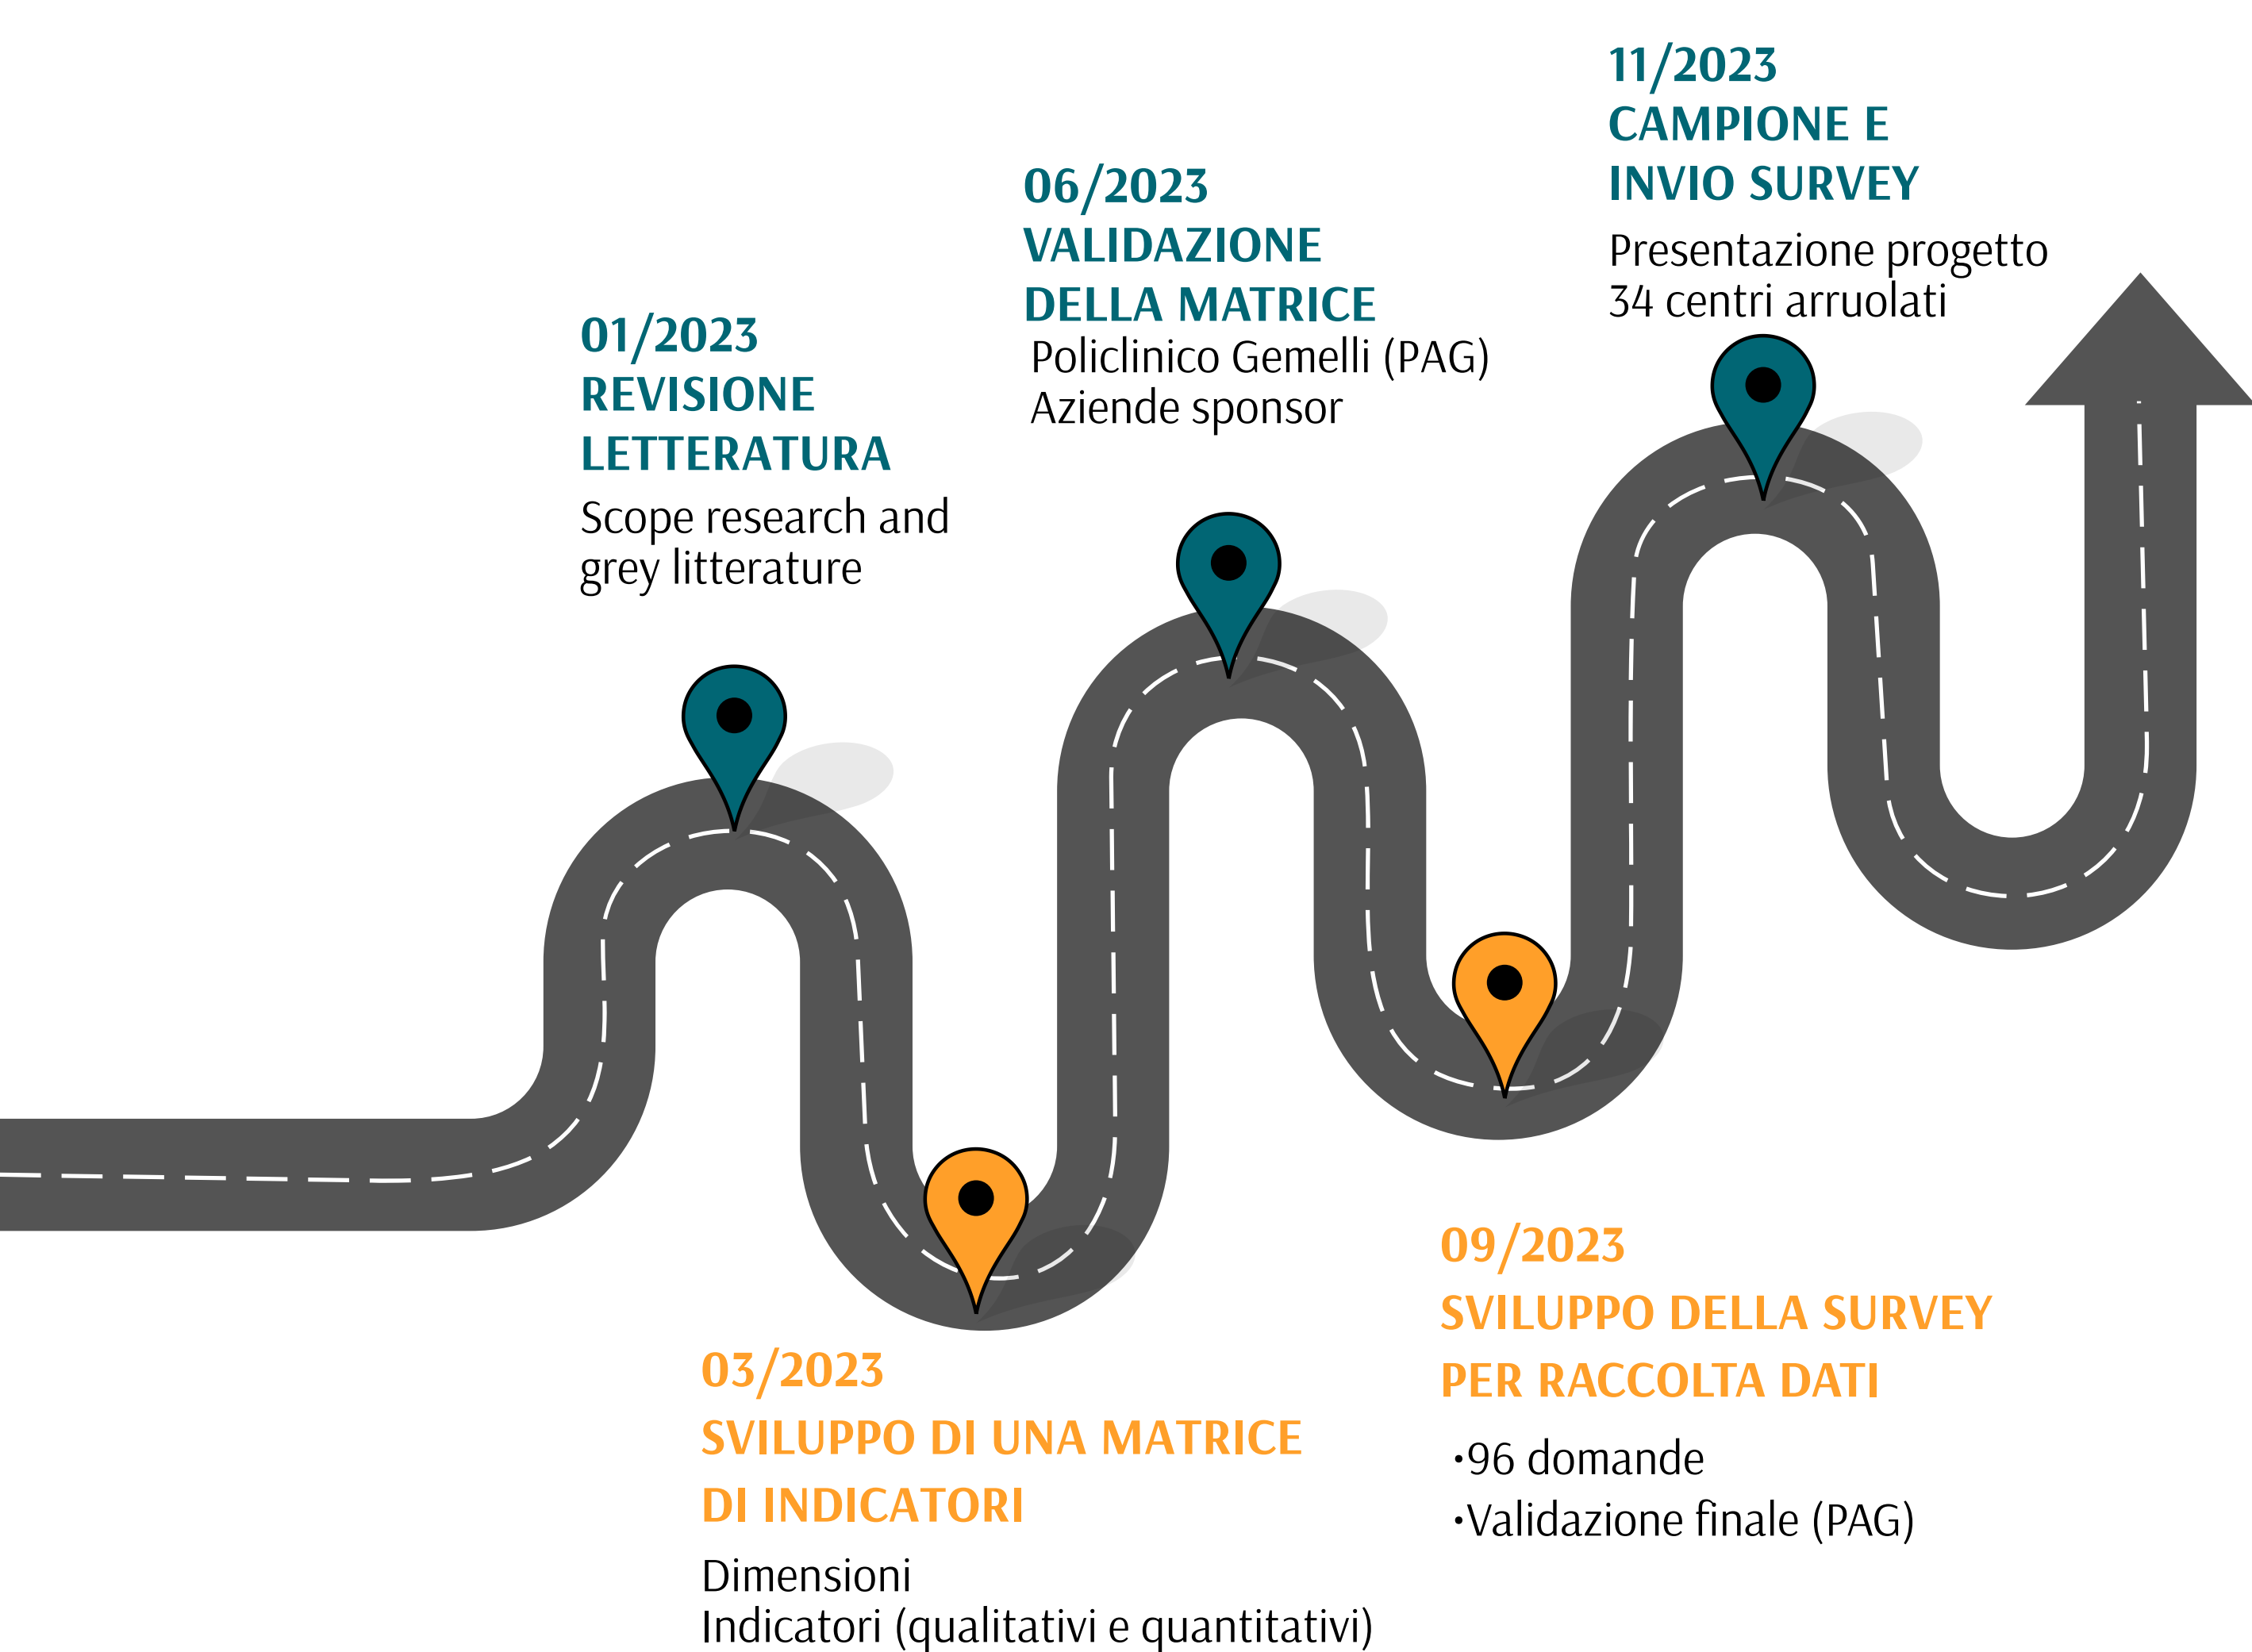 01/2023
REVISIONE
LETTERATURA
Scope research and
grey litterature
03/2023
SVILUPPO DI UNA MATRICE
DI INDICATORI
Dimensioni
Indicatori (qualitativi e quantitativi)
06/2023
VALIDAZIONE
DELLA MATRICE
Policlinico Gemelli (PAG)
Aziende sponsor
09/2023
SVILUPPO DELLA SURVEY
PER RACCOLTA DATI
•96 domande
•Validazione finale (PAG)
11/2023
CAMPIONE E
INVIO SURVEY
Presentazione progetto
34 centri arruolati